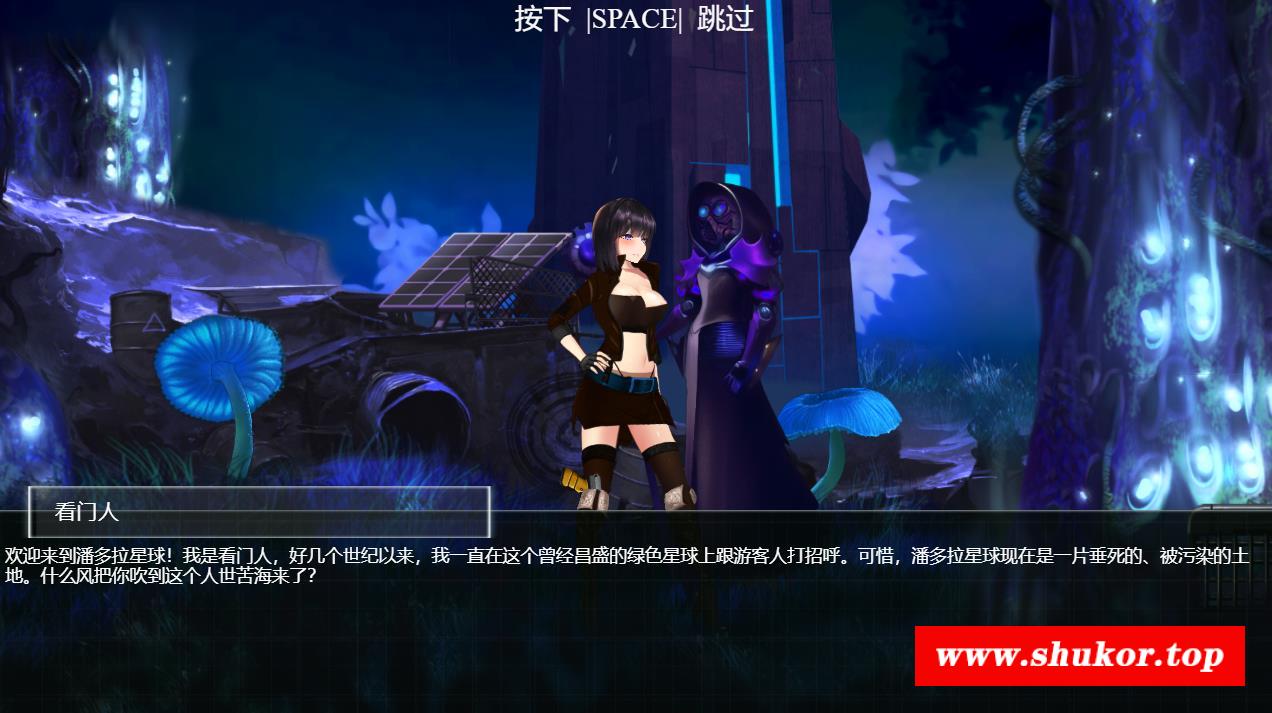 按下 |SPACE| 跳过
看门人
欢迎来到潘多拉星球！我是看门人，好几个世纪以来，我一直在这个曾经昌盛的绿色星球上跟游客人打招呼。可惜，潘多拉星球现在是一片垂死的、被污染的土
地。什么风把你吹到这个人世苦海来了？
www.shukor.top